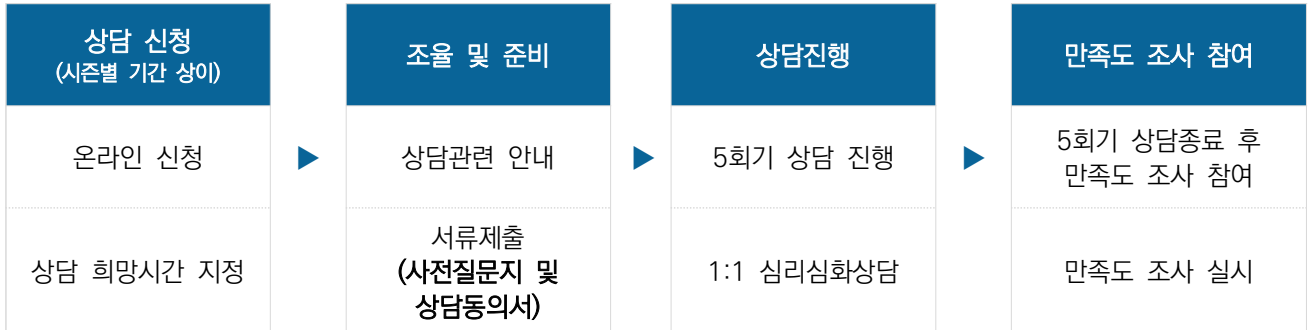 상담 신청
(시즌별 기간 상이)
온라인 신청
상담 희망시간 지정
▶
조율 및 준비
상담관련 안내
서류제출
(사전질문지 및
상담동의서)
▶
상담진행
5회기 상담 진행
1:1 심리심화상담
▶
만족도 조사 참여
5회기 상담종료 후
만족도 조사 참여
만족도 조사 실시